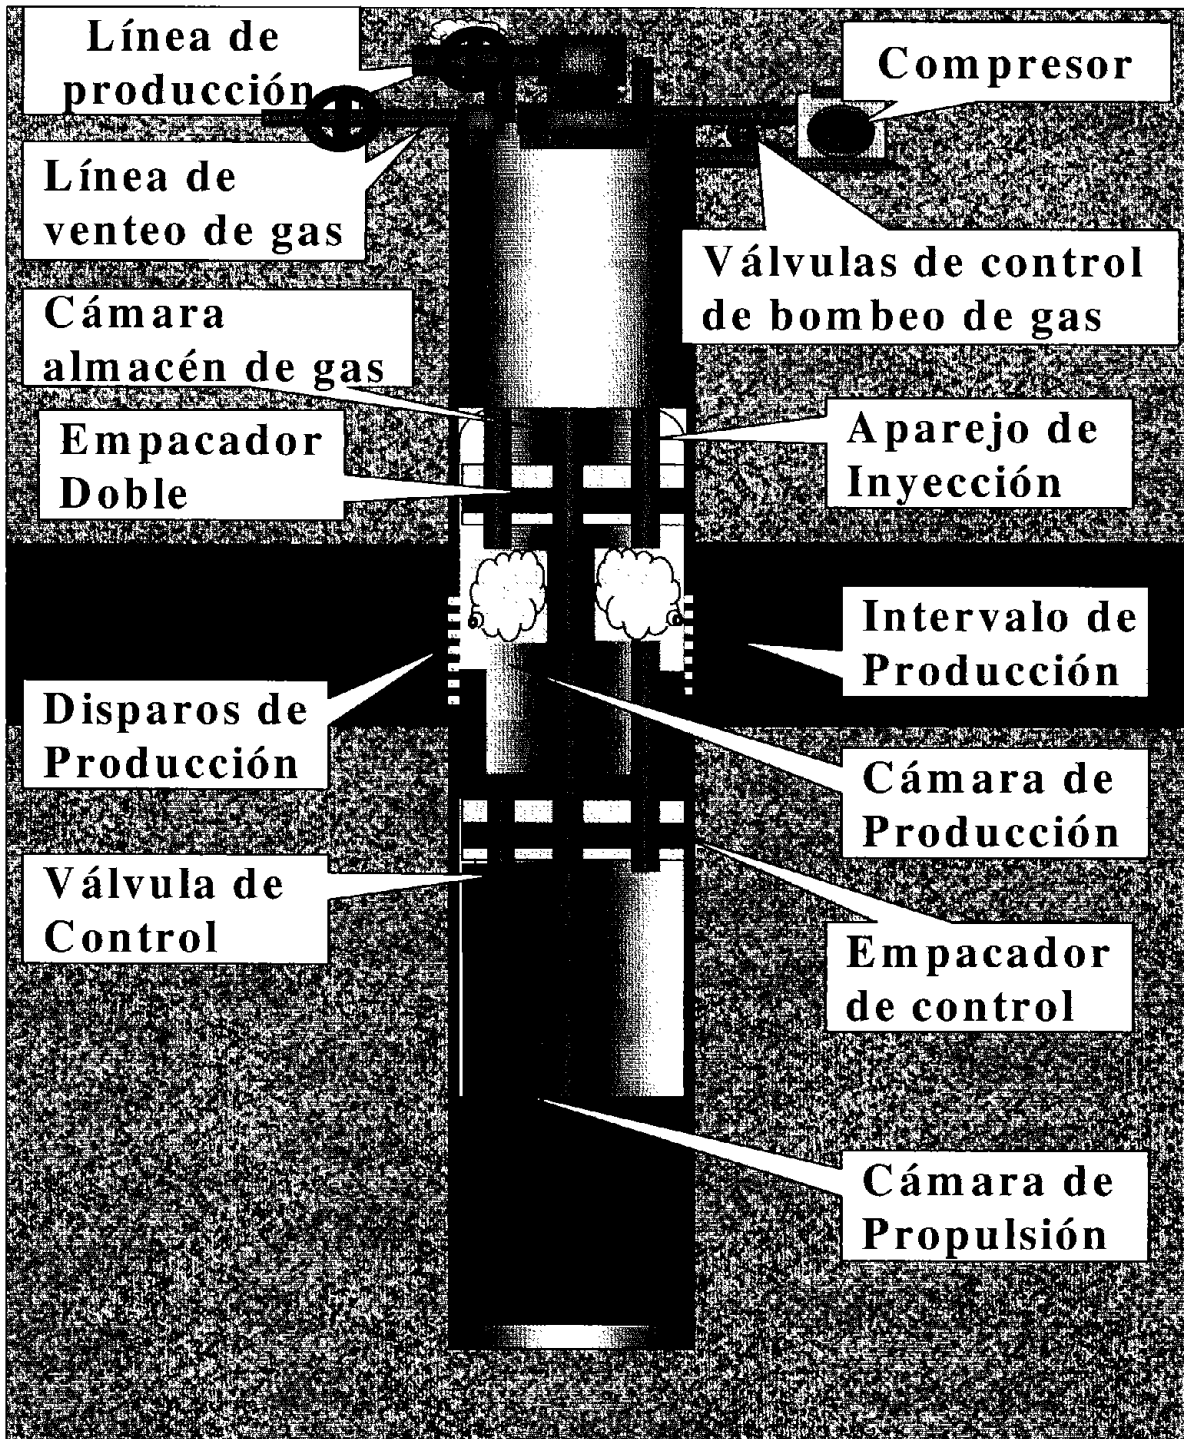 Línea de
producción
Compresor
Línea de
venteo de gas
Válvulas de control
de bombeo de gas
Cámara
almacén de gas
Empacador
Doble
Aparejo de
Inyección
Intervalo de
Producción
Disparos de
Producción
Cámara de
Producción
Válvula de
Control
Empacador
de control
Cámara de
Propulsión